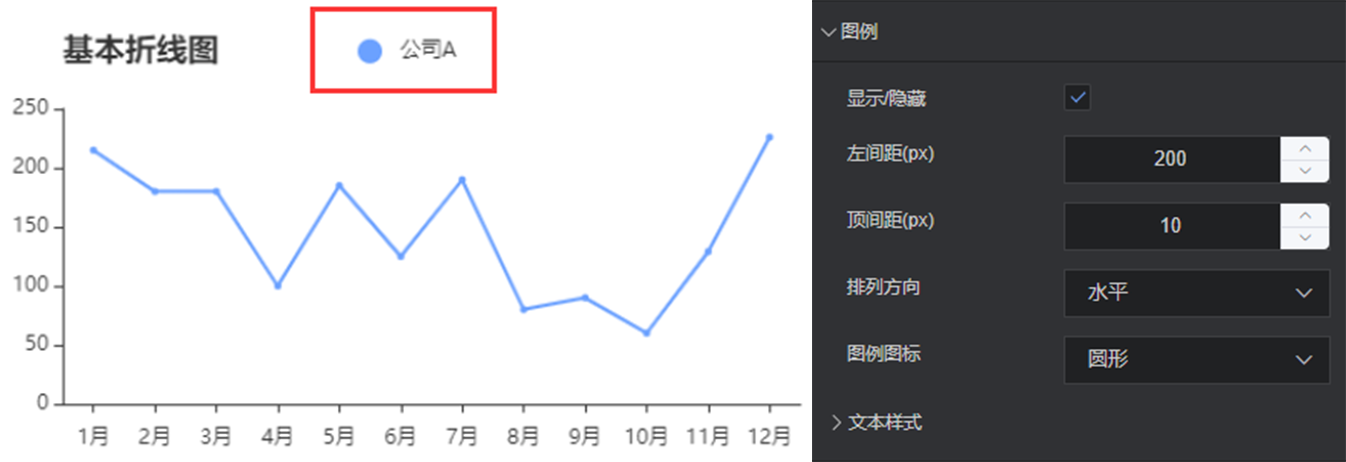 基本折线图
公司A
250
200
150
100
50
0
1月 2月 3月 4月 5月 6月 7月 8月 9月 10月 11月 12月
图例
显示/隐藏
左间距(px) 200
顶间距(px) 10
排列方向 水平
图例图标 圆形
文本样式